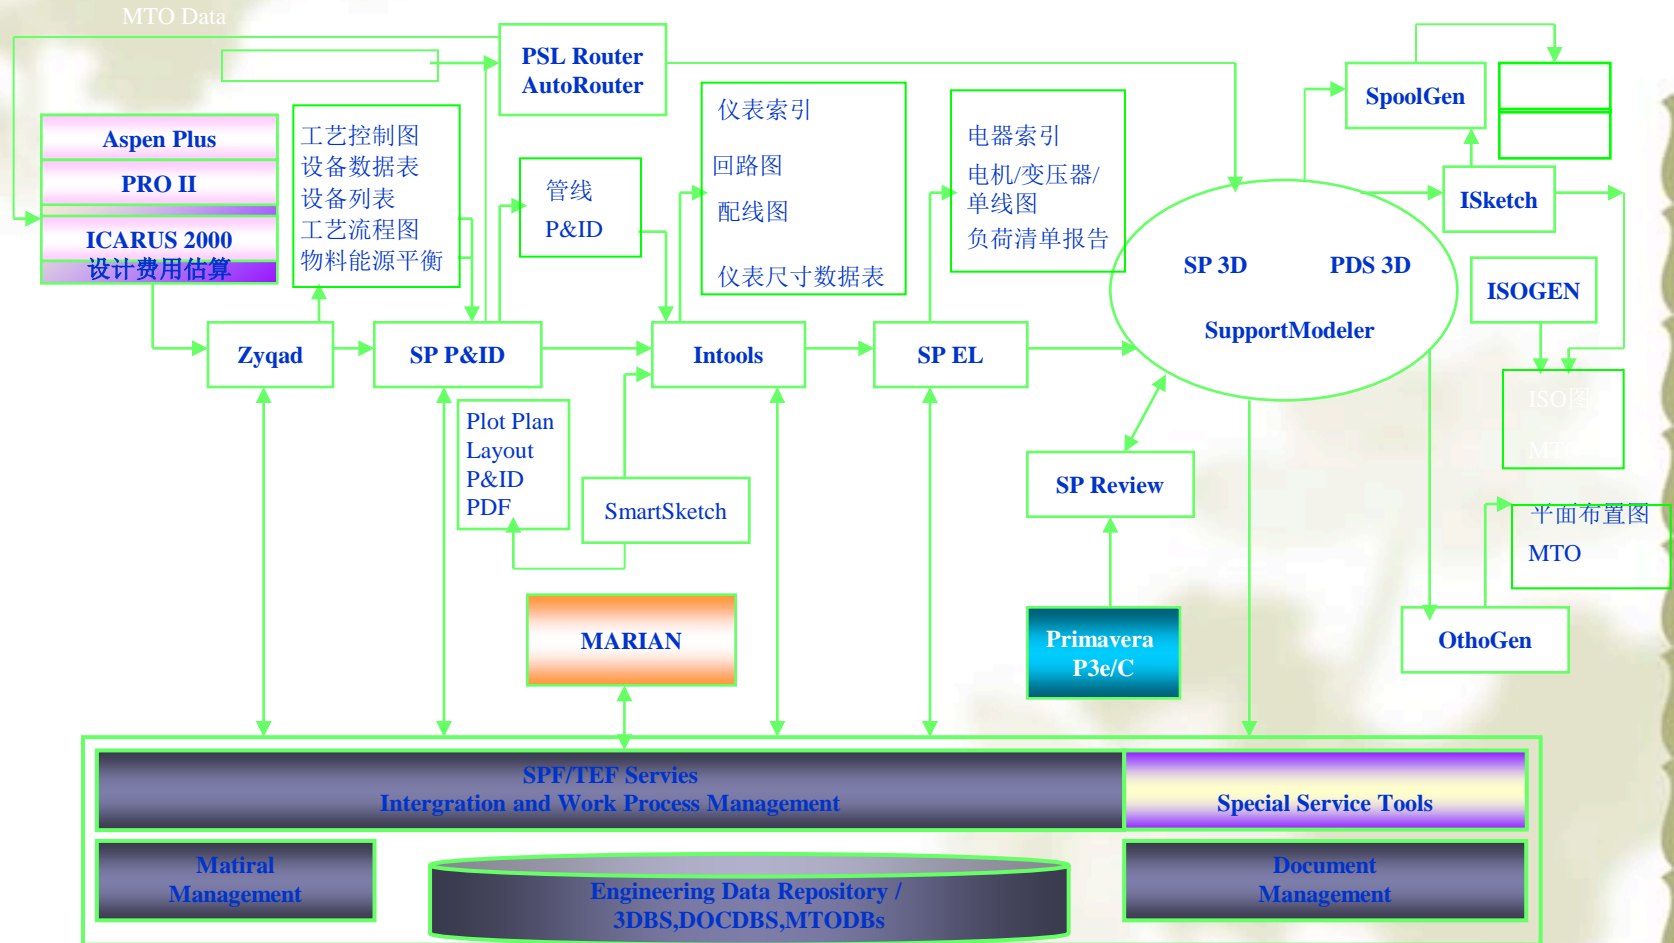 MTO Data
PSL Router
AutoRouter
Aspen Plus
PRO II
ICARUS 2000
设计费用估算
工艺控制图
设备数据表
设备列表
工艺流程图
物料能源平衡
管线
P&ID
仪表索引
回路图
配线图
仪表尺寸数据表
电器索引
电机/变压器/
单线图
负荷清单报告
SpoolGen
ISketch
ISOGEN
SP 3D
PDS 3D
SupportModeler
Zyqad
SP P&ID
Intools
SP EL
ISO图
Plot Plan
Layout
P&ID
PDF
SmartSketch
SP Review
平面布置图
MTO
MARIAN
Primavera
P3e/C
OthoGen
SPF/TEF Servies
Intergration and Work Process Management
Special Service Tools
Matiral
Management
Engineering Data Repository /
3DBS,DOCDBS,MTODBs
Document
Management